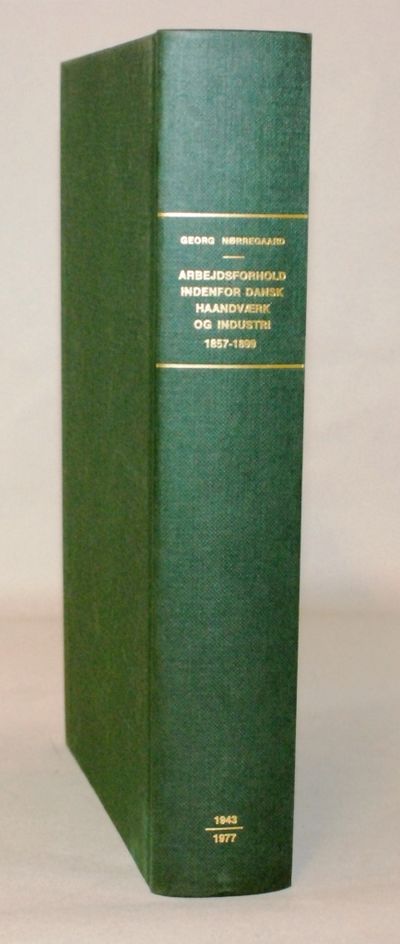 GEORG NØRREGAARD
ARBEJDSFORHOLD
INDENFOR DANSK
HAANDVÆRK
OG INDUSTRI
1857-1899
1943
1977